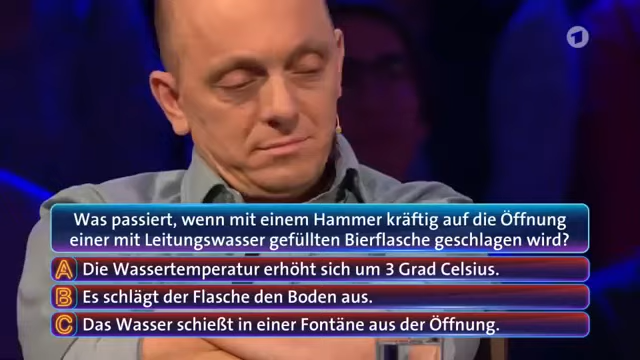 1
Was passiert, wenn mit einem Hammer kräftig auf die Öffnung
einer mit Leitungswasser gefüllten Bierflasche geschlagen wird?
A Die Wassertemperatur erhöht sich um 3 Grad Celsius.
B Es schlägt der Flasche den Boden aus.
C Das Wasser schießt in einer Fontäne aus der Öffnung.